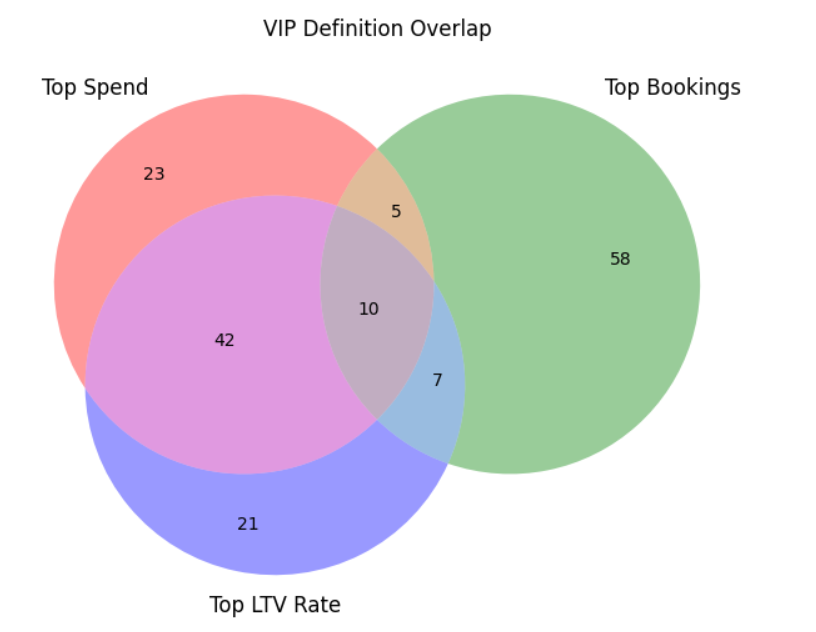 VIP Definition Overlap
Top Spend
Top Bookings
23
5
58
10
42
7
21
Top LTV Rate